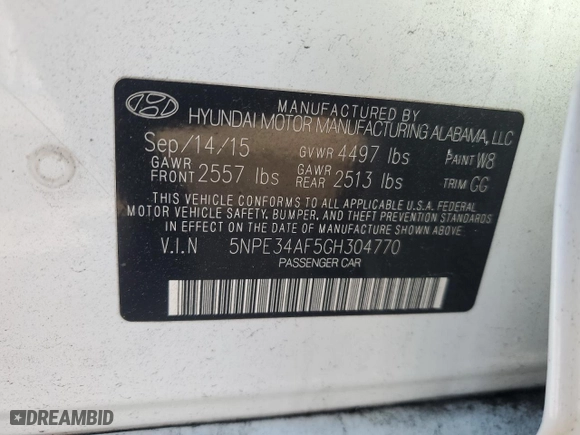 MANUFACTURED BY
HYUNDAI MOTOR MANUFACTURING ALABAMA, LLC
Sep/14/15 GVWR 4497 lbs PAINT W8
GAWR FRONT 2557 lbs GAWR REAR 2513 lbs TRIM GG
THIS VEHICLE CONFORMS TO ALL APPLICABLE U.S.A. FEDERAL
MOTOR VEHICLE SAFETY, BUMPER, AND THEFT PREVENTION STANDARDS
IN EFFECT ON THE DATE OF MANUFACTURE SHOWN ABOVE.
V.I.N 5NPE34AF5GH304770
PASSENGER CAR
DREAMBID